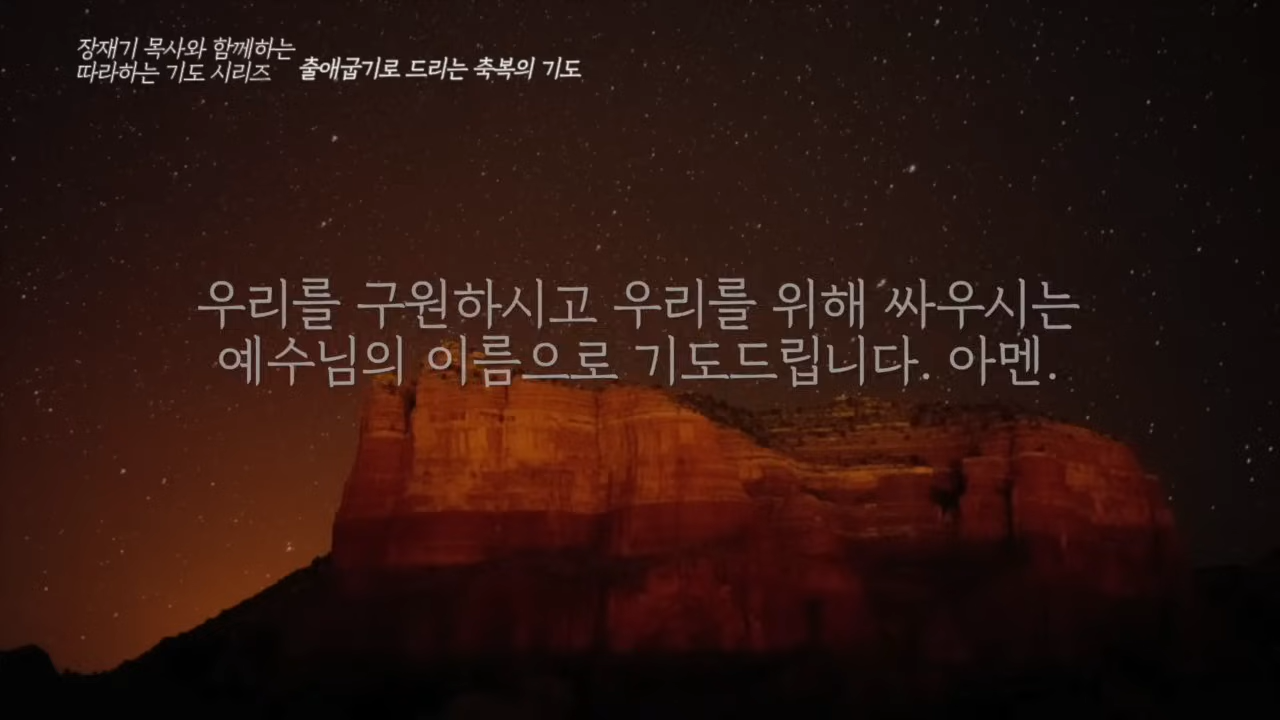 장재기 목사와 함께하는
따라하는 기도 시리즈
출애굽기로 드리는 축복의 기도
우리를 구원하시고 우리를 위해 싸우시는
예수님의 이름으로 기도드립니다. 아멘.